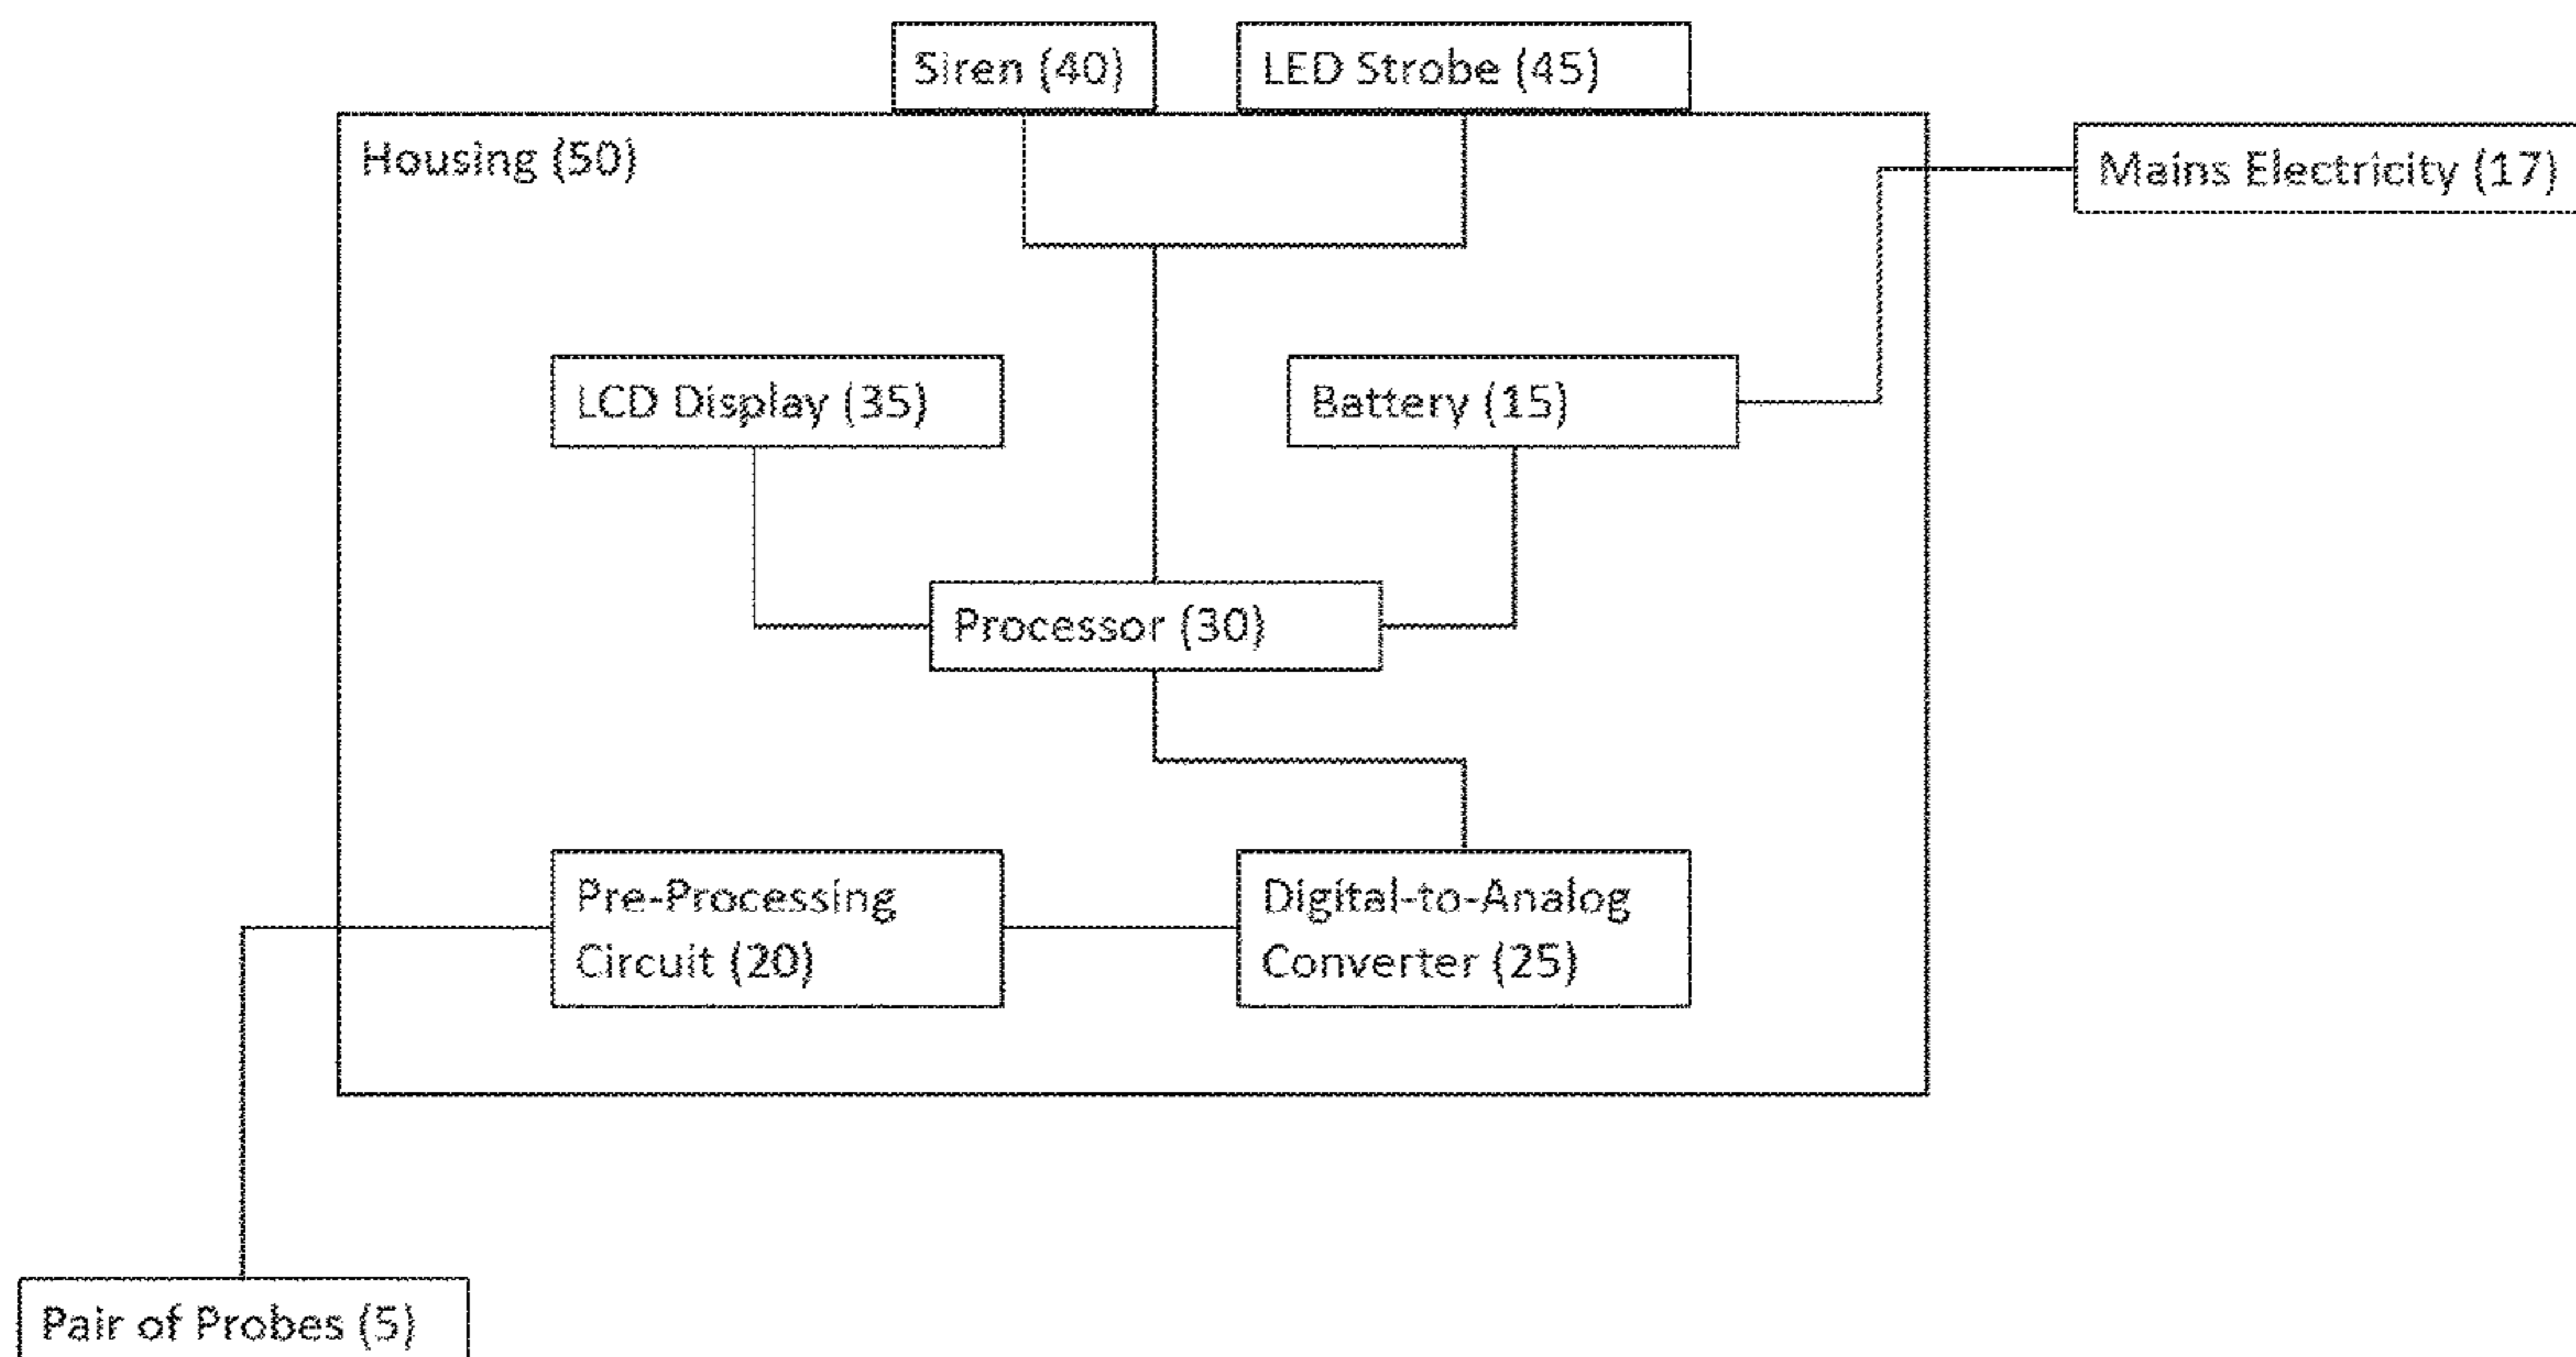 Siren (40)
LED Strobe (45)
Housing (50)
Mains Electricity (17)
LCD Display (35)
Battery (15)
Processor (30)
Pre-Processing
Circuit (20)
Digital-to-Analog
Converter (25)
Pair of Probes (5)